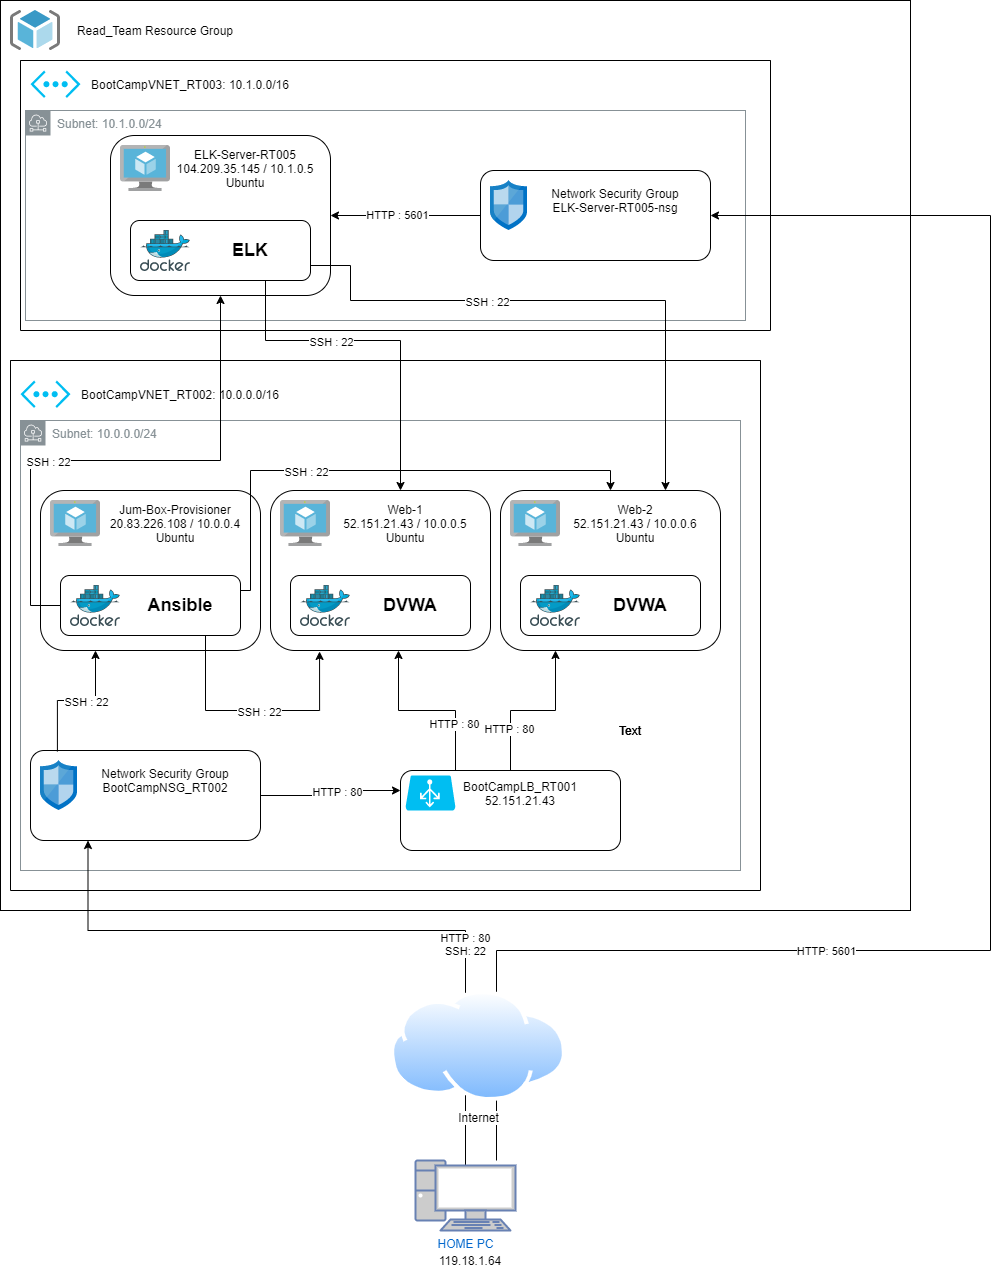 Read_Team Resource Group
BootCampVNET_RT003: 10.1.0.0/16
Subnet: 10.1.0.0/24
ELK-Server-RT005
104.209.35.145 / 10.1.0.5
Ubuntu
docker
ELK
HTTP : 5601
Network Security Group
ELK-Server-RT005-nsg
SSH : 22
SSH : 22
BootCampVNET_RT002: 10.0.0.0/16
Subnet: 10.0.0.0/24
SSH : 22
SSH : 22
Jum-Box-Provisioner
20.83.226.108 / 10.0.0.4
Ubuntu
docker
Ansible
Web-1
52.151.21.43 / 10.0.0.5
Ubuntu
docker
DVWA
Web-2
52.151.21.43 / 10.0.0.6
Ubuntu
docker
DVWA
SSH : 22
SSH : 22
HTTP : 80
HTTP : 80
Text
Network Security Group
BootCampNSG_RT002
HTTP : 80
BootCampLB_RT001
52.151.21.43
HTTP : 80
SSH: 22
HTTP: 5601
Internet
HOME PC
119.18.1.64